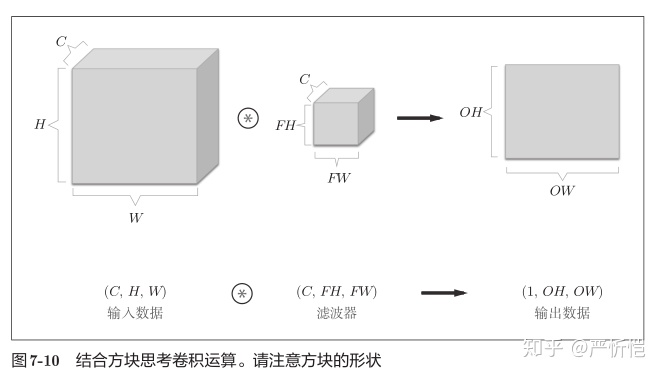 C
H
W
⊛
C
FH
FW
OH
OW
(C, H, W)
⊛
(C, FH, FW)
(1, OH, OW)
输入数据
滤波器
输出数据
图7-10 结合方块思考卷积运算。请注意方块的形状
知乎 @严忻恺